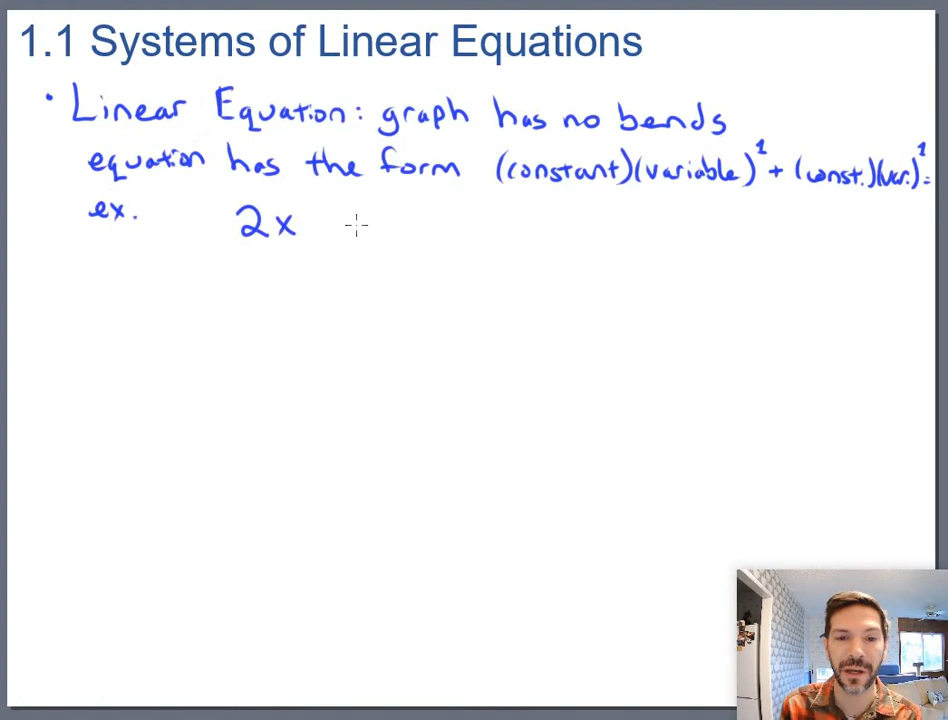 1.1 Systems of Linear Equations
• Linear Equation: graph has no bends
equation has the form (constant)(variable)¹ + (const.)(var.)¹ =
ex. 2x